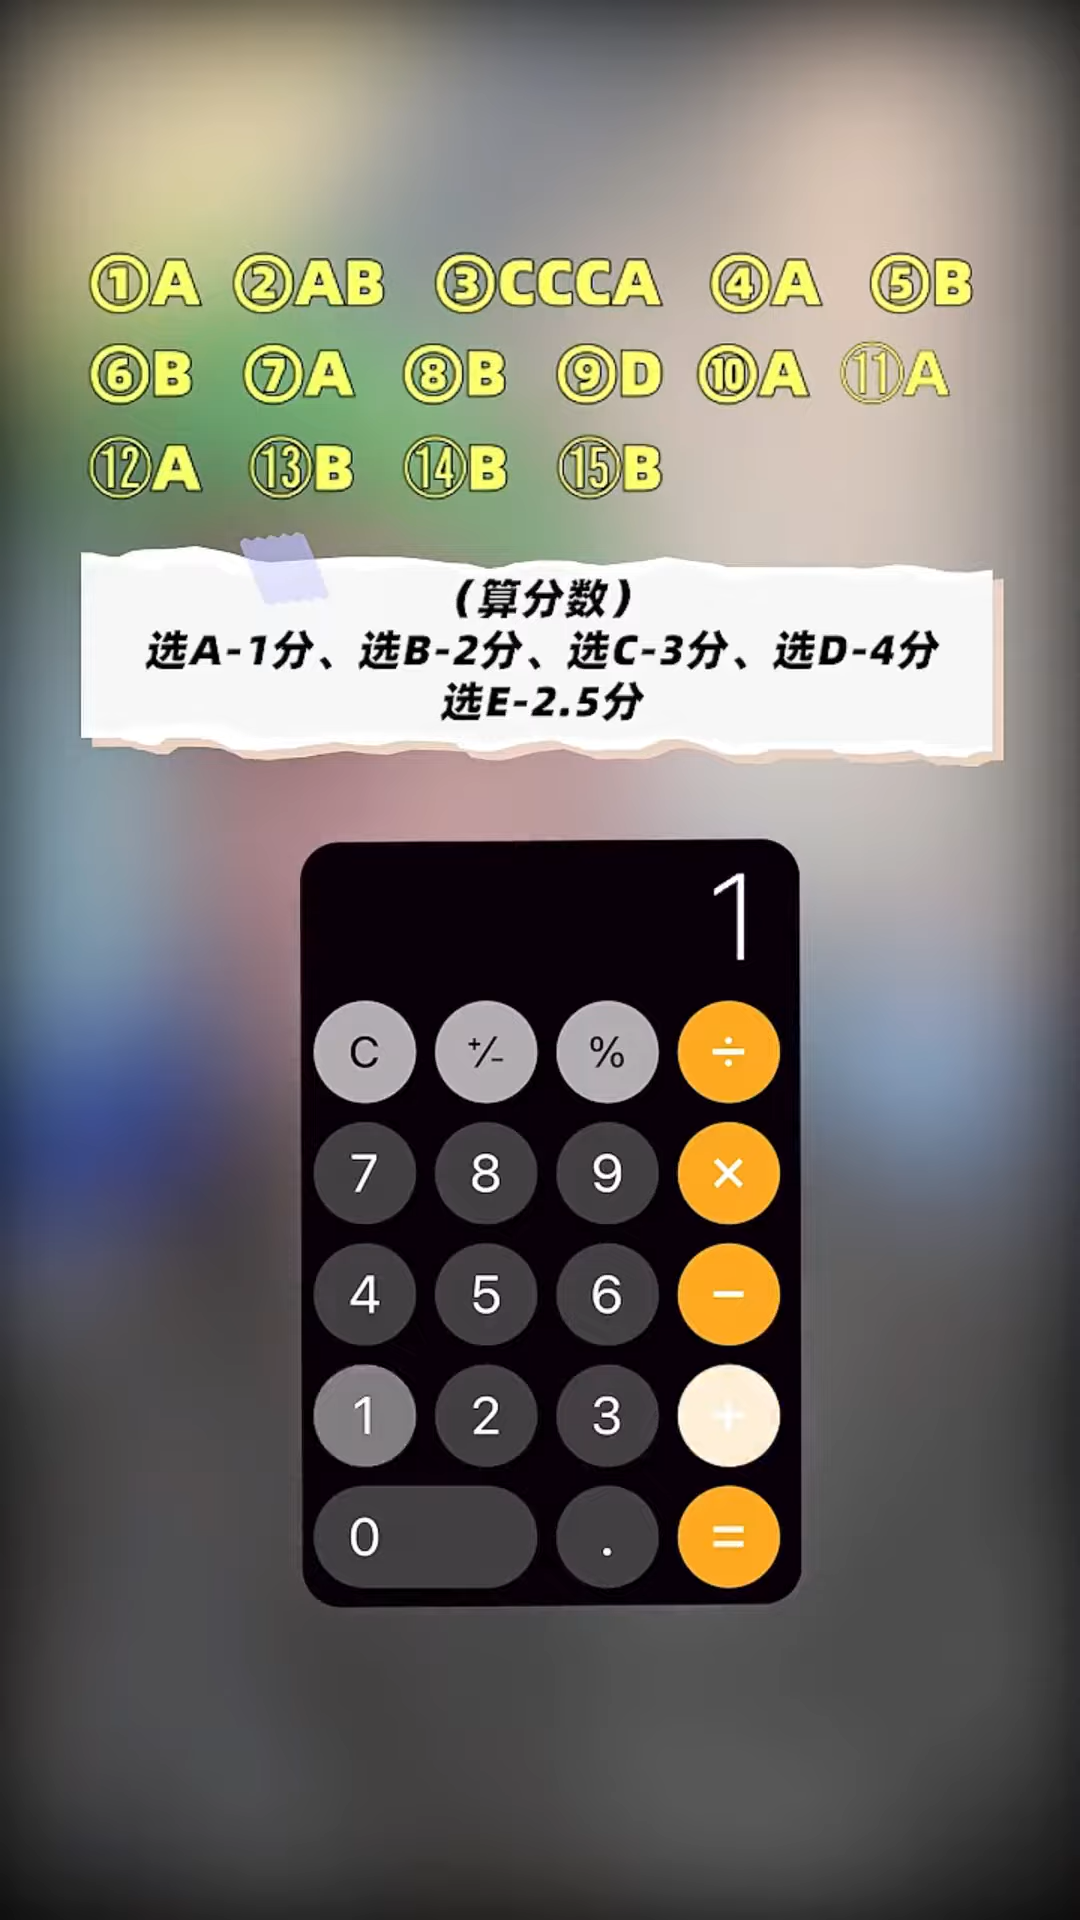 ①A ②AB ③CCCA ④A ⑤B
⑥B ⑦A ⑧B ⑨D ⑩A ⑪A
⑫A ⑬B ⑭B ⑮B
（算分数）
选A-1分、选B-2分、选C-3分、选D-4分
选E-2.5分
1
C ⁺∕₋ % ÷
7 8 9 ×
4 5 6 −
1 2 3 +
0 . =